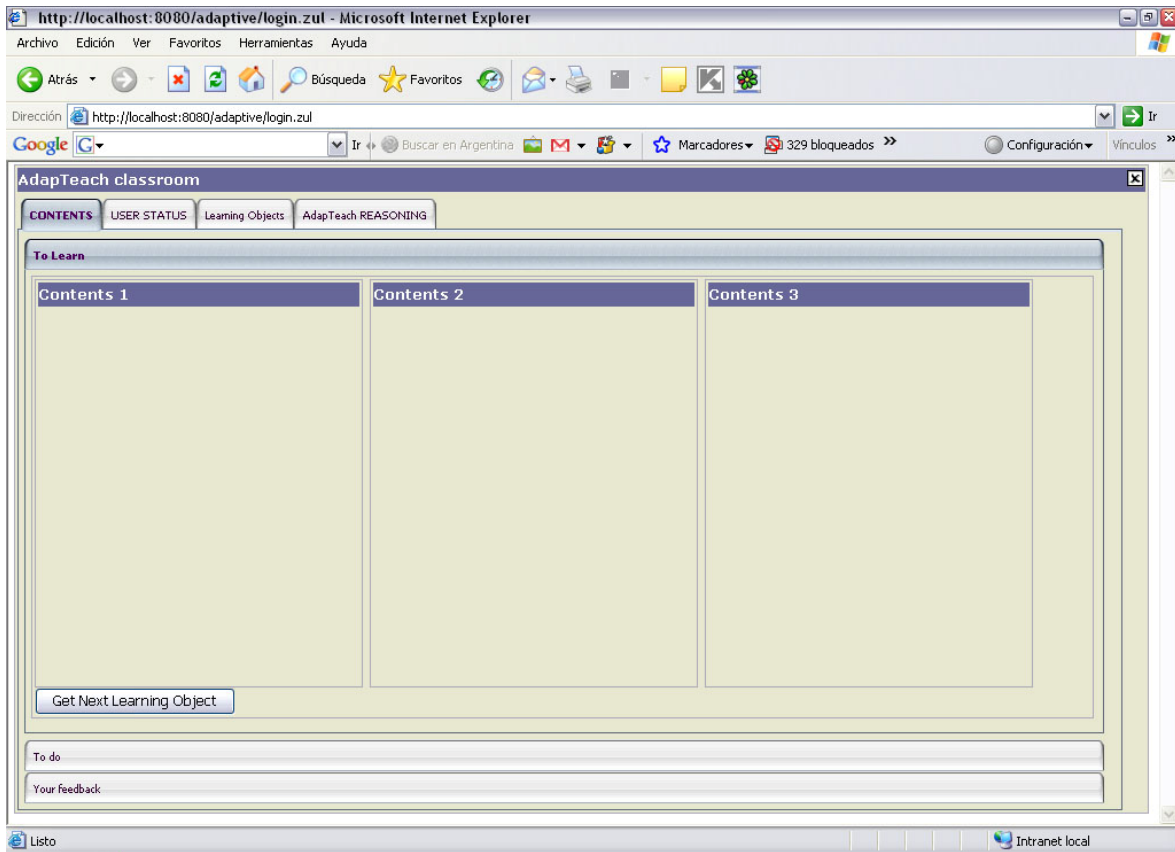 http://localhost:8080/adaptive/login.zul - Microsoft Internet Explorer
Archivo Edición Ver Favoritos Herramientas Ayuda
Atrás Búsqueda Favoritos
Dirección http://localhost:8080/adaptive/login.zul Ir
Google G Ir Buscar en Argentina Marcadores 329 bloqueados » Configuración Vínculos »
AdapTeach classroom
CONTENTS USER STATUS Learning Objects AdapTeach REASONING
To Learn
Contents 1 Contents 2 Contents 3
Get Next Learning Object
To do
Your feedback
Listo Intranet local